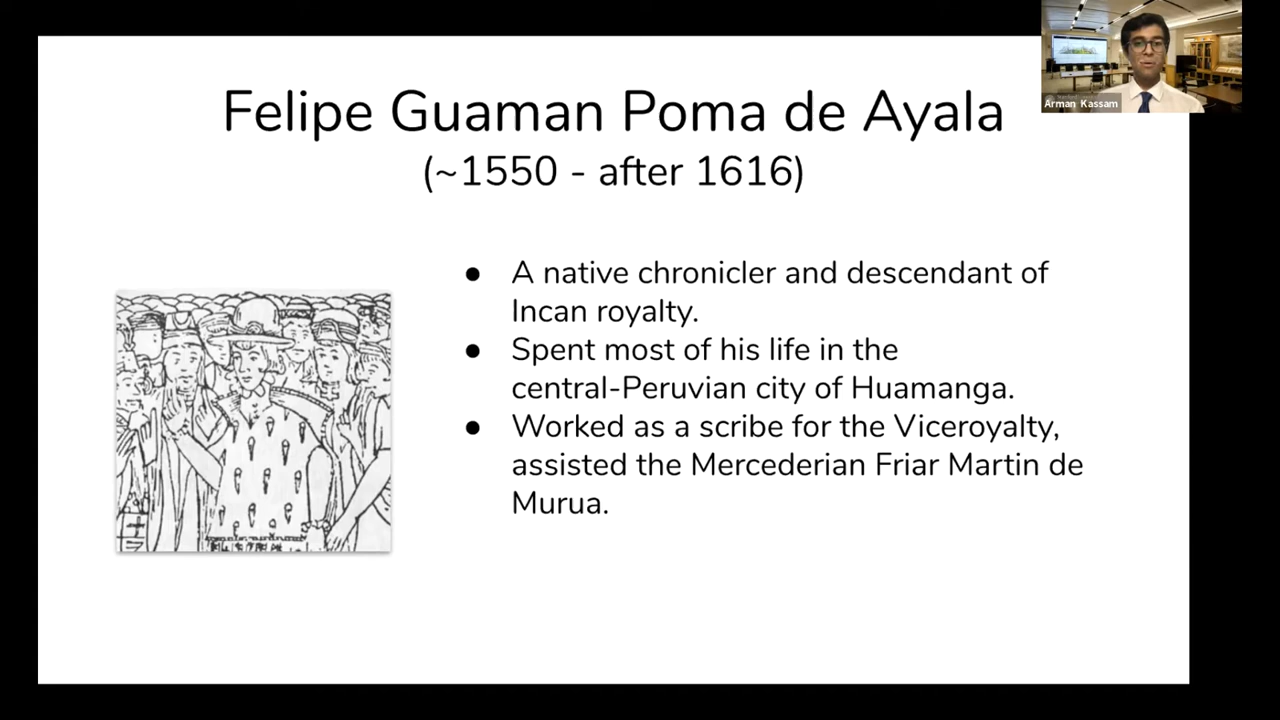 Felipe Guaman Poma de Ayala
(~1550 - after 1616)
Arman Kassam
● A native chronicler and descendant of
Incan royalty.
● Spent most of his life in the
central-Peruvian city of Huamanga.
● Worked as a scribe for the Viceroyalty,
assisted the Mercederian Friar Martin de
Murua.